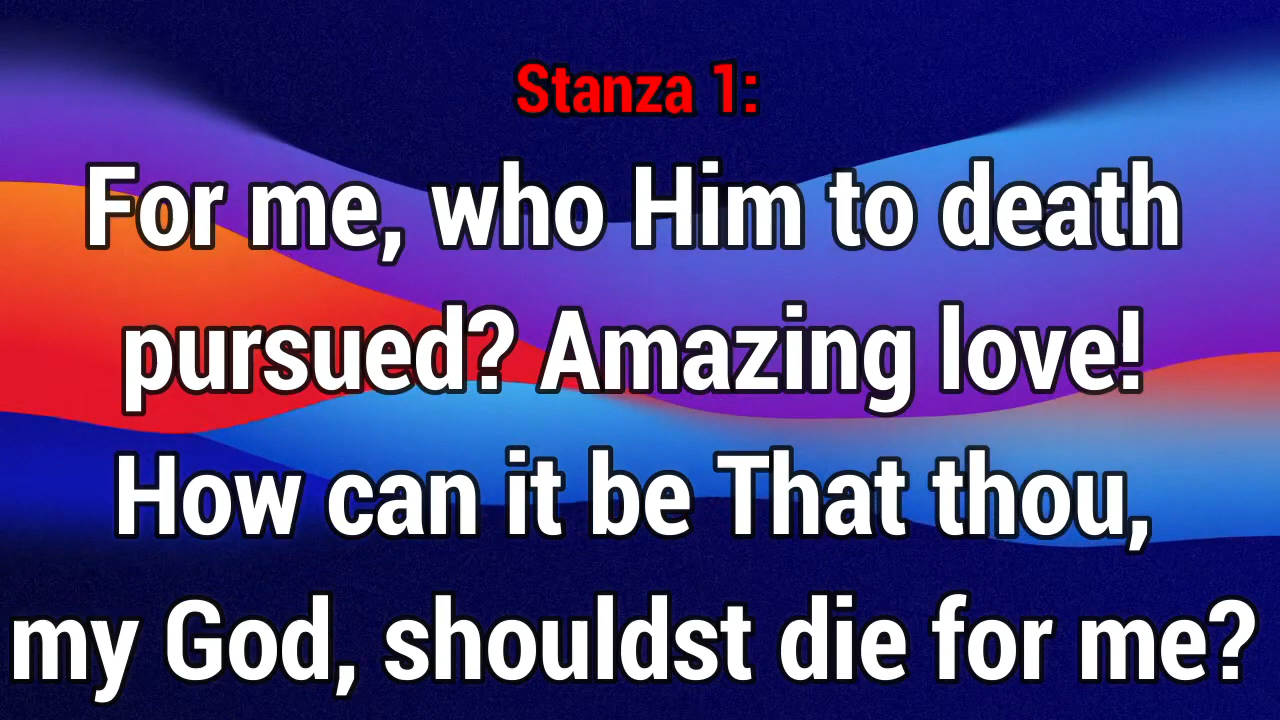 Stanza 1:
For me, who Him to death
pursued? Amazing love!
How can it be That thou,
my God, shouldst die for me?